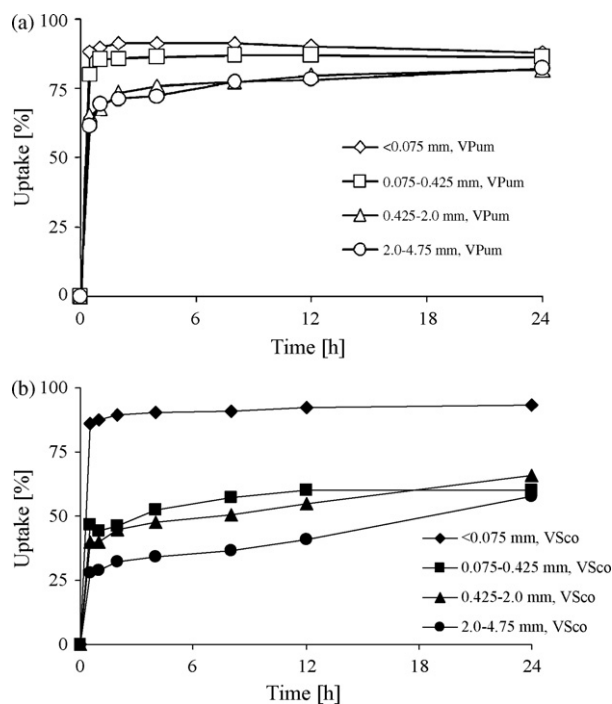 (a)
100
75
50
25
0
Uptake [%]
<0.075 mm, VPum
0.075-0.425 mm, VPum
0.425-2.0 mm, VPum
2.0-4.75 mm, VPum
0 6 12 18 24
Time [h]
(b)
100
75
50
25
0
Uptake [%]
<0.075 mm, VSco
0.075-0.425 mm, VSco
0.425-2.0 mm, VSco
2.0-4.75 mm, VSco
0 6 12 18 24
Time [h]